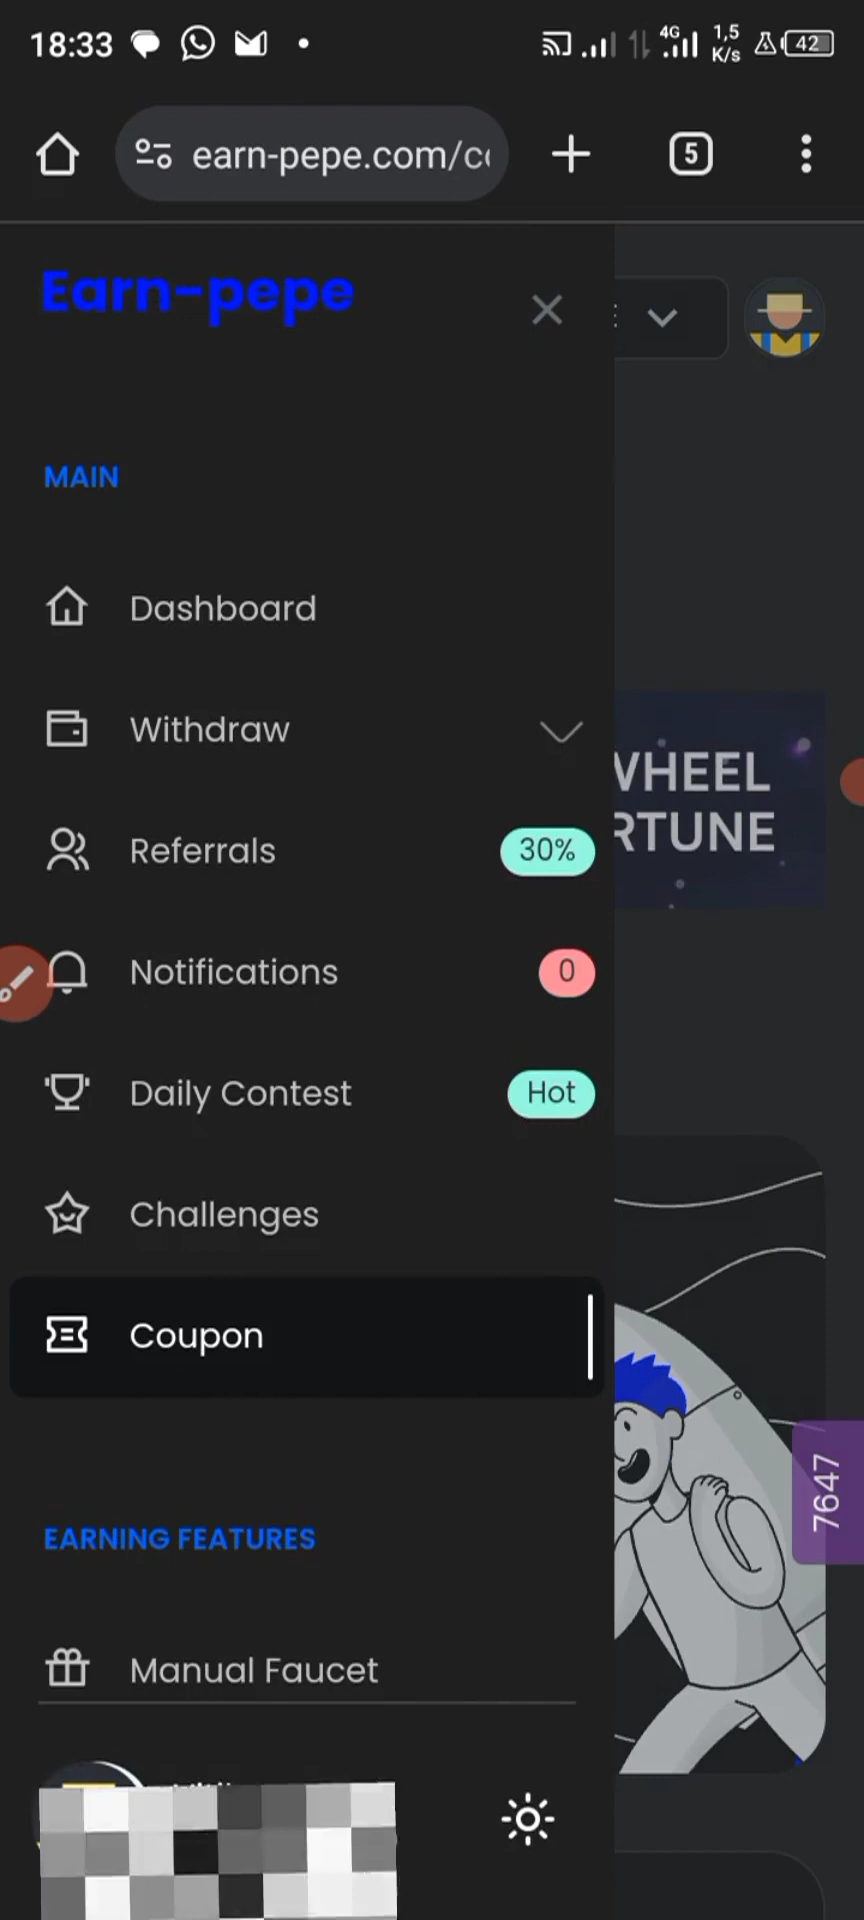 18:33
4G
1,5
K/s
42
earn-pepe.com/c
5
Earn-pepe
MAIN
Dashboard
Withdraw
WHEEL
RTUNE
Referrals
30%
Notifications
0
Daily Contest
Hot
Challenges
Coupon
7647
EARNING FEATURES
Manual Faucet